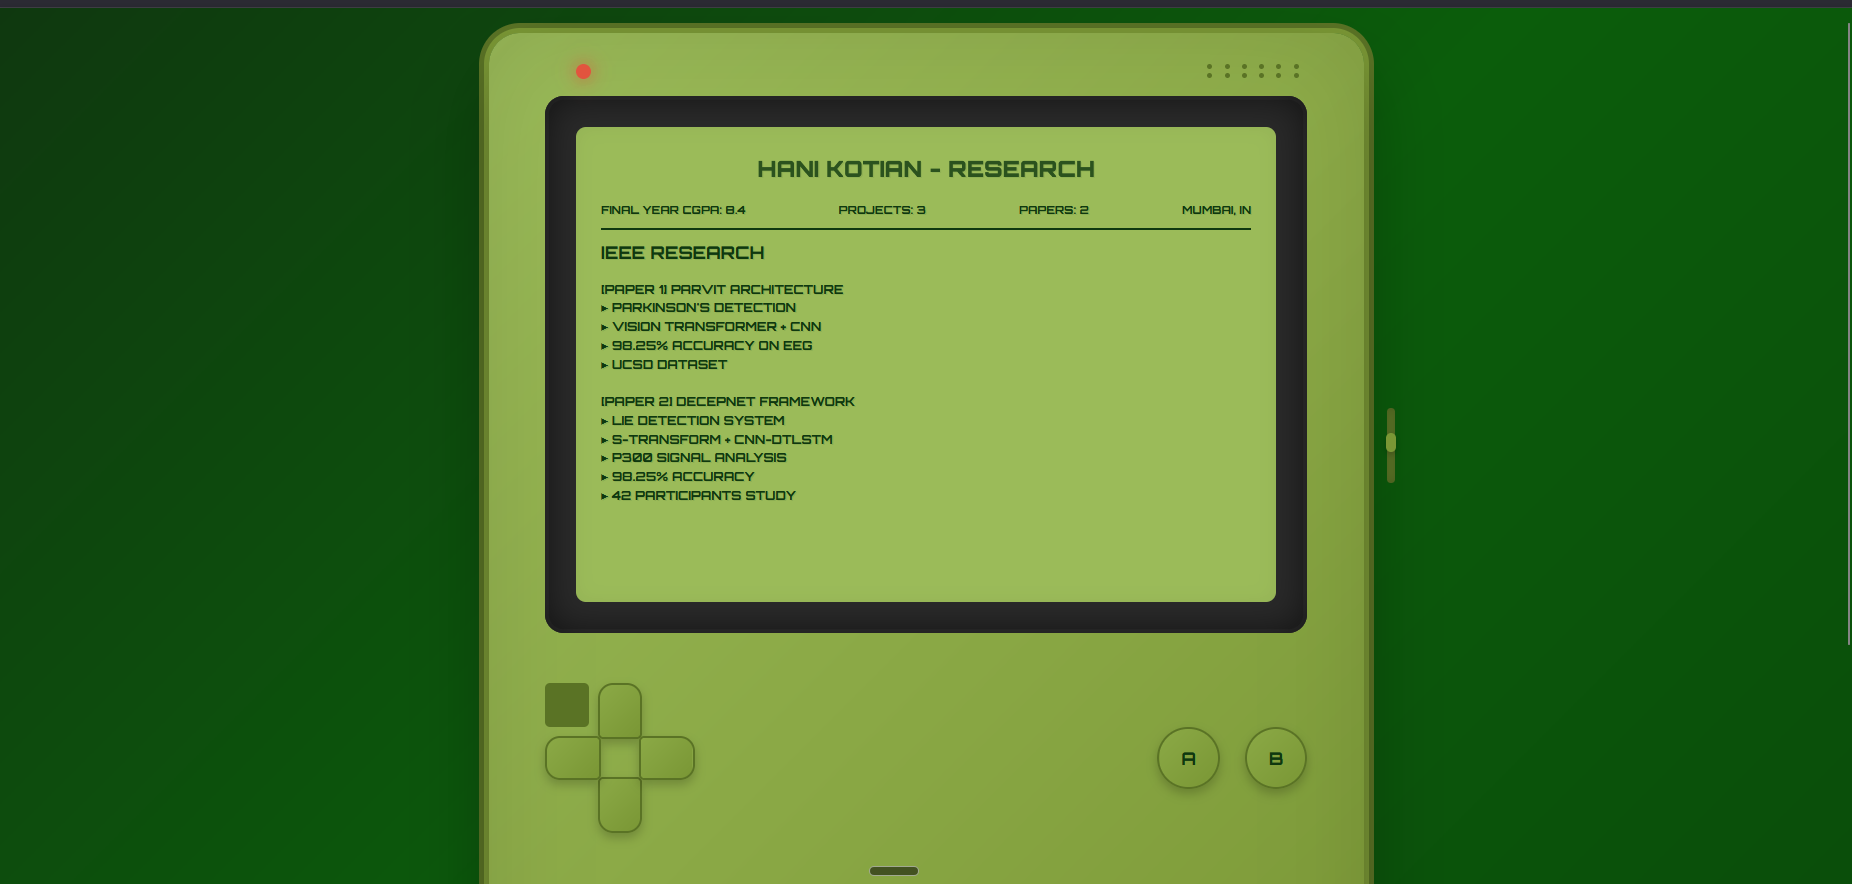 HANI KOTIAN - RESEARCH
FINAL YEAR CGPA: 8.4 PROJECTS: 3 PAPERS: 2 MUMBAI, IN
IEEE RESEARCH
[PAPER 1] PARVIT ARCHITECTURE
▸ PARKINSON'S DETECTION
▸ VISION TRANSFORMER + CNN
▸ 98.25% ACCURACY ON EEG
▸ UCSD DATASET
[PAPER 2] DECEPNET FRAMEWORK
▸ LIE DETECTION SYSTEM
▸ S-TRANSFORM + CNN-DTLSTM
▸ P300 SIGNAL ANALYSIS
▸ 98.25% ACCURACY
▸ 42 PARTICIPANTS STUDY
A B